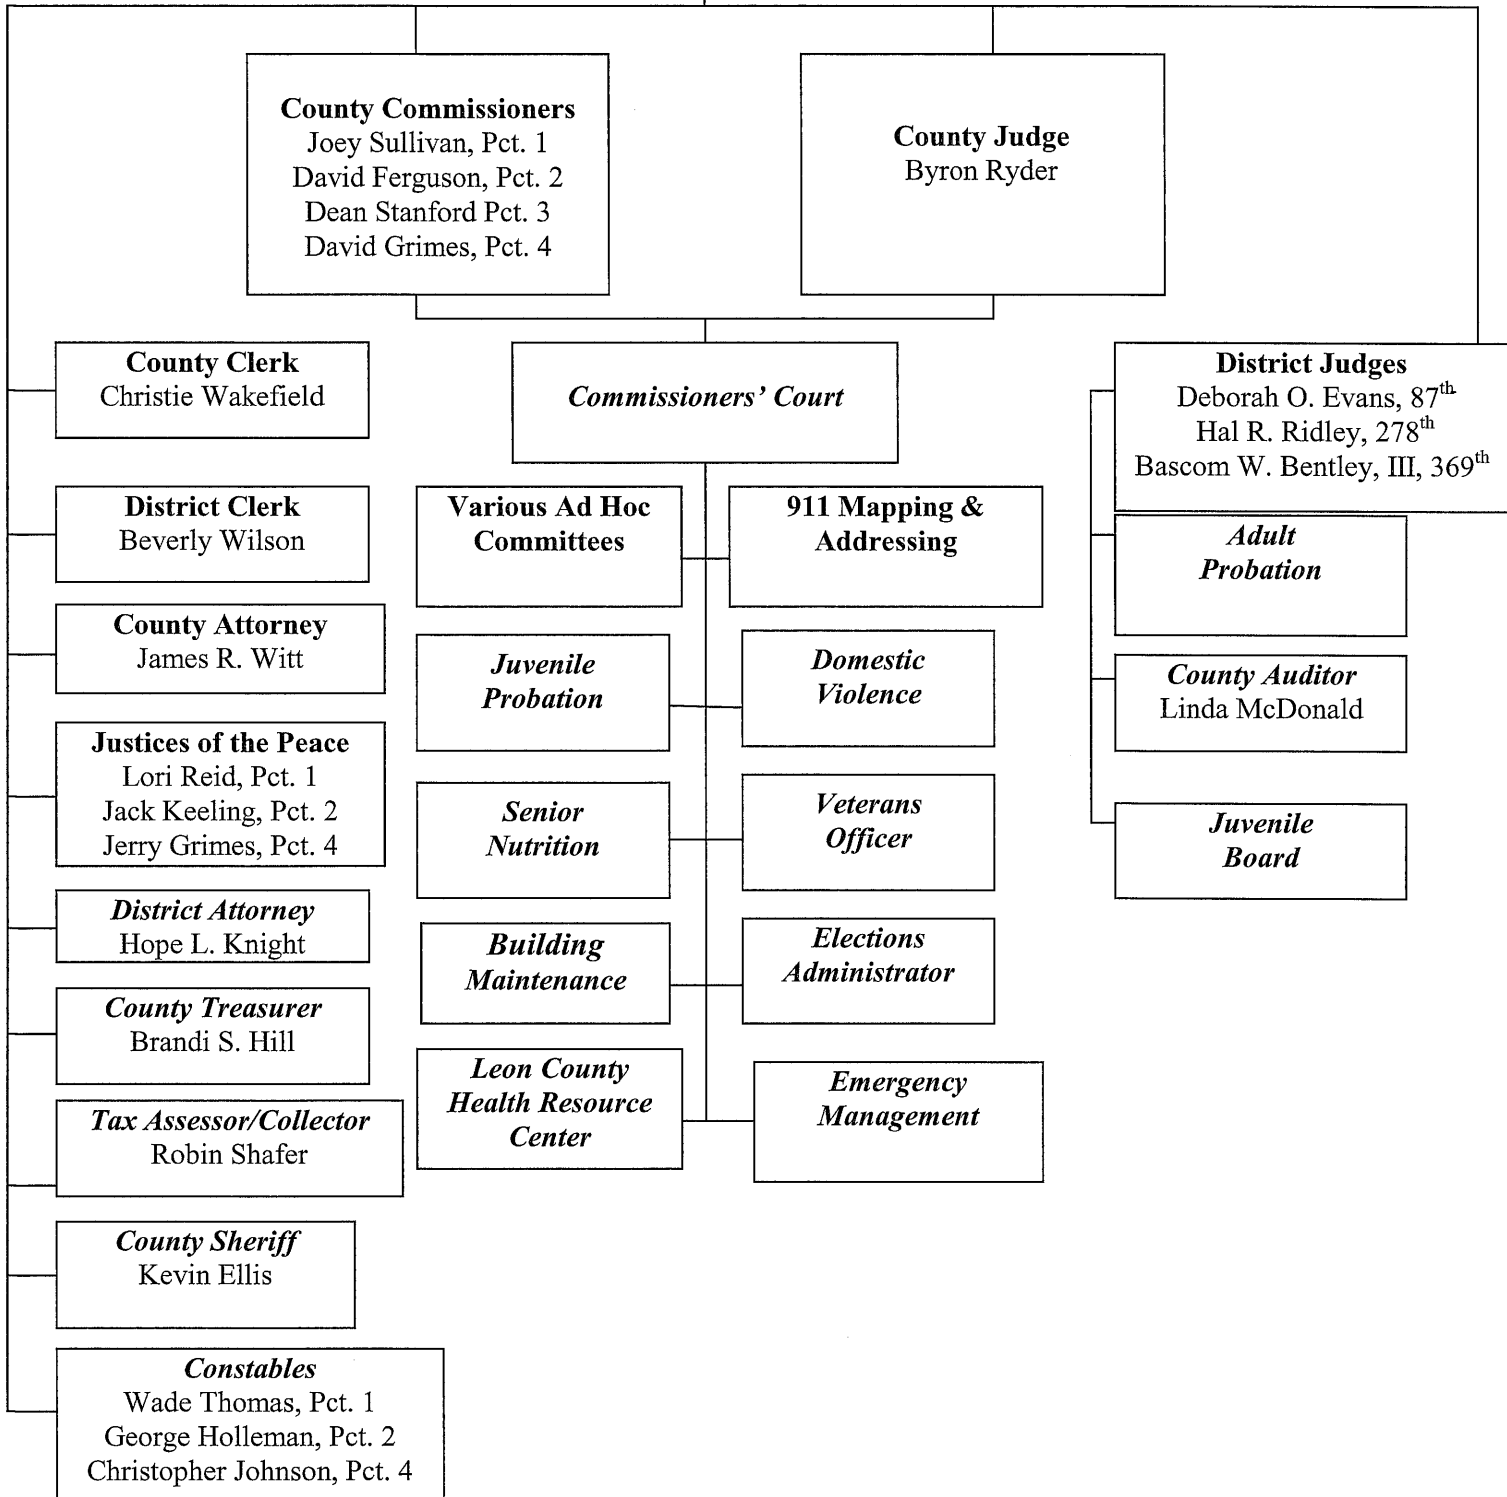 County Commissioners
Joey Sullivan, Pct. 1
David Ferguson, Pct. 2
Dean Stanford Pct. 3
David Grimes, Pct. 4
County Judge
Byron Ryder
County Clerk
Christie Wakefield
Commissioners’ Court
District Judges
Deborah O. Evans, 87th
Hal R. Ridley, 278th
Bascom W. Bentley, III, 369th
District Clerk
Beverly Wilson
Various Ad Hoc
Committees
911 Mapping &
Addressing
Adult
Probation
County Attorney
James R. Witt
Juvenile
Probation
Domestic
Violence
County Auditor
Linda McDonald
Justices of the Peace
Lori Reid, Pct. 1
Jack Keeling, Pct. 2
Jerry Grimes, Pct. 4
Senior
Nutrition
Veterans
Officer
Juvenile
Board
District Attorney
Hope L. Knight
Building
Maintenance
Elections
Administrator
County Treasurer
Brandi S. Hill
Leon County
Health Resource
Center
Emergency
Management
Tax Assessor/Collector
Robin Shafer
County Sheriff
Kevin Ellis
Constables
Wade Thomas, Pct. 1
George Holleman, Pct. 2
Christopher Johnson, Pct. 4